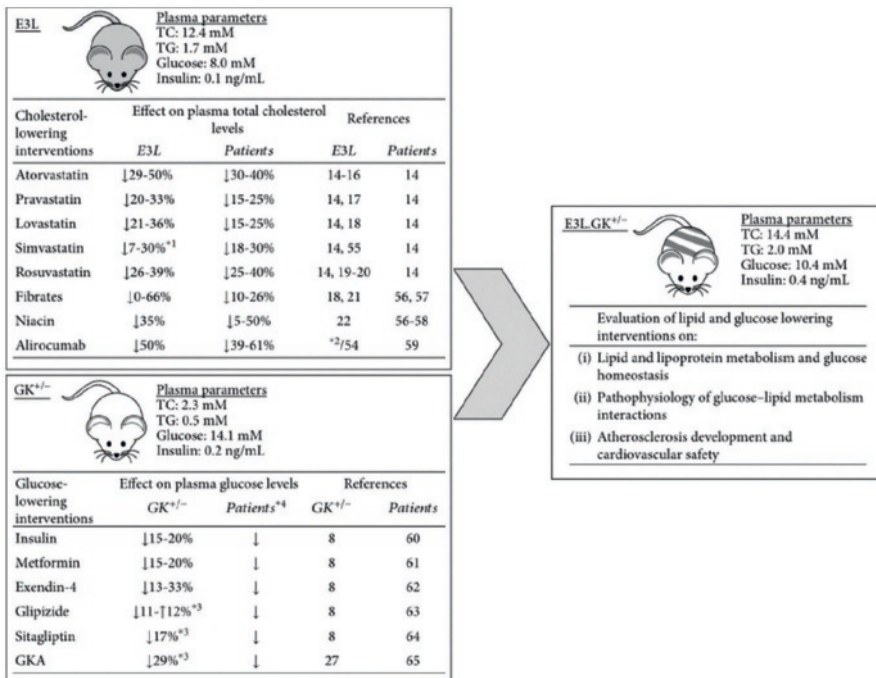 E3L
Plasma parameters
TC: 12.4 mM
TG: 1.7 mM
Glucose: 8.0 mM
Insulin: 0.1 ng/mL
Cholesterol-lowering interventions Effect on plasma total cholesterol levels References
E3L Patients E3L Patients
Atorvastatin ↓29-50% ↓30-40% 14-16 14
Pravastatin ↓20-33% ↓15-25% 14, 17 14
Lovastatin ↓21-36% ↓15-25% 14, 18 14
Simvastatin ↓7-30%*1 ↓18-30% 14, 55 14
Rosuvastatin ↓26-39% ↓25-40% 14, 19-20 14
Fibrates ↓0-66% ↓10-26% 18, 21 56, 57
Niacin ↓35% ↓5-50% 22 56-58
Alirocumab ↓50% ↓39-61% *2/54 59
GK+/−
Plasma parameters
TC: 2.3 mM
TG: 0.5 mM
Glucose: 14.1 mM
Insulin: 0.2 ng/mL
Glucose-lowering interventions Effect on plasma glucose levels References
GK+/− Patients*4 GK+/− Patients
Insulin ↓15-20% ↓ 8 60
Metformin ↓15-20% ↓ 8 61
Exendin-4 ↓13-33% ↓ 8 62
Glipizide ↓11-↑12%*3 ↓ 8 63
Sitagliptin ↓17%*3 ↓ 8 64
GKA ↓29%*3 ↓ 27 65
E3L.GK+/−
Plasma parameters
TC: 14.4 mM
TG: 2.0 mM
Glucose: 10.4 mM
Insulin: 0.4 ng/mL
Evaluation of lipid and glucose lowering
interventions on:
(i) Lipid and lipoprotein metabolism and glucose
homeostasis
(ii) Pathophysiology of glucose–lipid metabolism
interactions
(iii) Atherosclerosis development and
cardiovascular safety